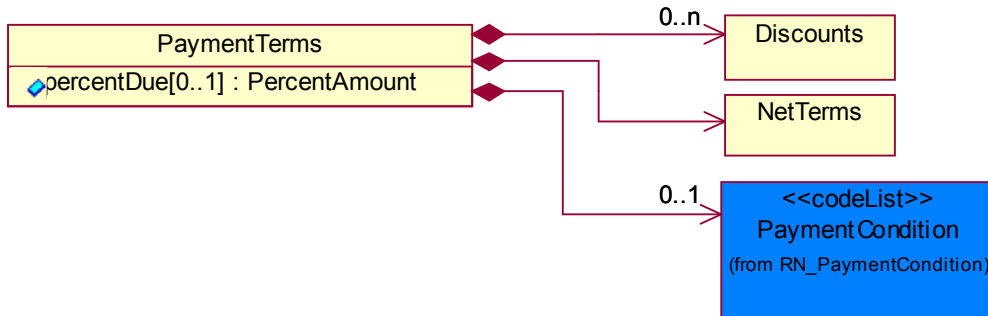 PaymentTerms
percentDue[0..1] : PercentAmount
0..n
Discounts
NetTerms
0..1
<<codeList>>
PaymentCondition
(from RN_PaymentCondition)